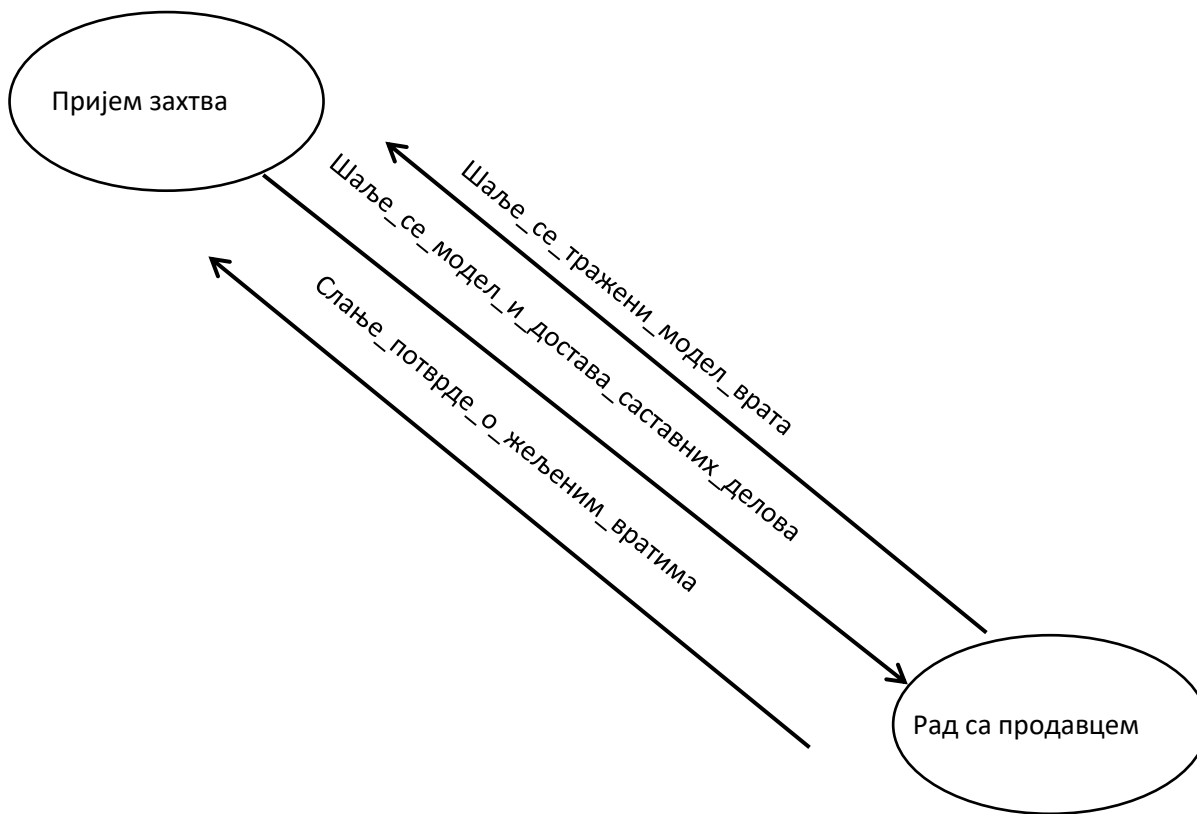 Пријем захтва
Шаље_се_тражени_модел_врата
Шаље_се_модел_и_достава_саставних_делова
Слање_потврде_о_жељеним_вратима
Рад са продавцем